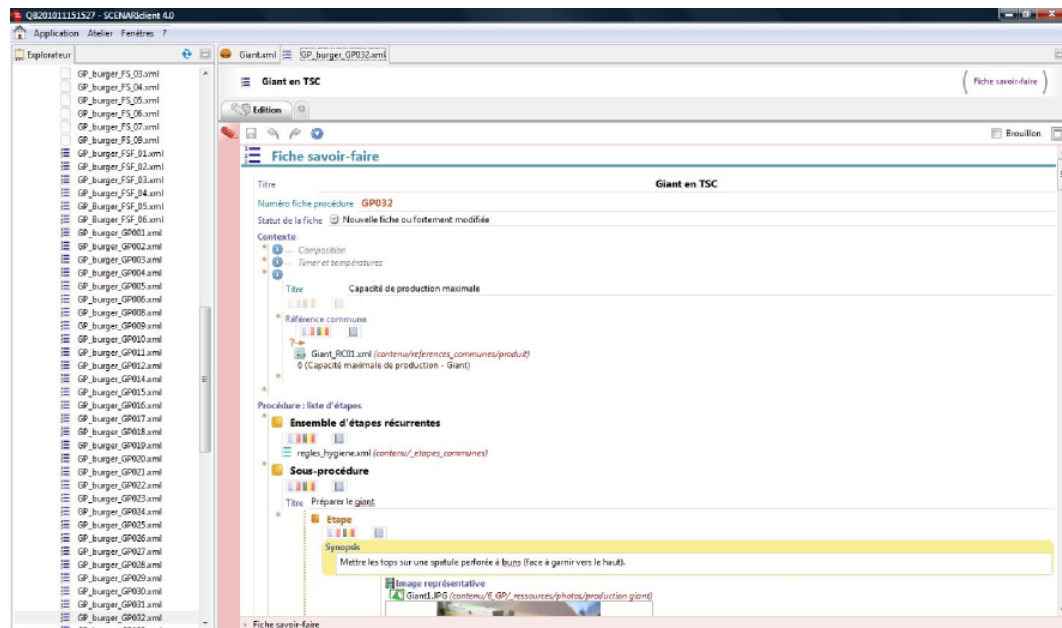 QB201011151527 - SCENARIclient 4.0
Application Atelier Fenêtres ?
Explorateur
Giant.xml
GP_burger_GP032.xml
GP_burger_FS_03.xml
GP_burger_FS_04.xml
GP_burger_FS_05.xml
GP_burger_FS_06.xml
GP_burger_FS_07.xml
GP_burger_FS_09.xml
GP_burger_FSF_01.xml
GP_burger_FSF_02.xml
GP_burger_FSF_03.xml
GP_burger_FSF_04.xml
GP_Burger_FSF_05.xml
GP_Burger_FSF_06.xml
GP_burger_GP001.xml
GP_burger_GP002.xml
GP_burger_GP003.xml
GP_burger_GP004.xml
GP_burger_GP005.xml
GP_burger_GP006.xml
GP_burger_GP008.xml
GP_burger_GP009.xml
GP_burger_GP010.xml
GP_burger_GP011.xml
GP_burger_GP012.xml
GP_burger_GP014.xml
GP_burger_GP015.xml
GP_burger_GP016.xml
GP_burger_GP017.xml
GP_burger_GP018.xml
GP_burger_GP019.xml
GP_burger_GP020.xml
GP_burger_GP021.xml
GP_burger_GP022.xml
GP_burger_GP023.xml
GP_burger_GP024.xml
GP_burger_GP025.xml
GP_burger_GP026.xml
GP_burger_GP027.xml
GP_burger_GP028.xml
GP_burger_GP029.xml
GP_burger_GP030.xml
GP_burger_GP031.xml
GP_burger_GP032.xml
Giant en TSC
Fiche savoir-faire
Edition
Brouillon
Fiche savoir-faire
Titre Giant en TSC
Numéro fiche procédure GP032
Statut de la fiche Nouvelle fiche ou fortement modifiée
Contexte
* ... Composition
* ... Timer et températures
*
Titre Capacité de production maximale
* Référence commune
?
Giant_RC01.xml (contenu/references_communes/produit)
6 (Capacité maximale de production - Giant)
*
*
Procédure : liste d'étapes
* Ensemble d'étapes récurrentes
regles_hygiene.xml (contenu/_etapes_communes)
* Sous-procédure
Titre Préparer le giant
* Etape
Synopsis
Mettre les tops sur une spatule perforée à buns (face à garnir vers le haut).
Image représentative
Giant1.JPG (contenu/6_GP/_ressources/photos/production giant)
> Fiche savoir-faire